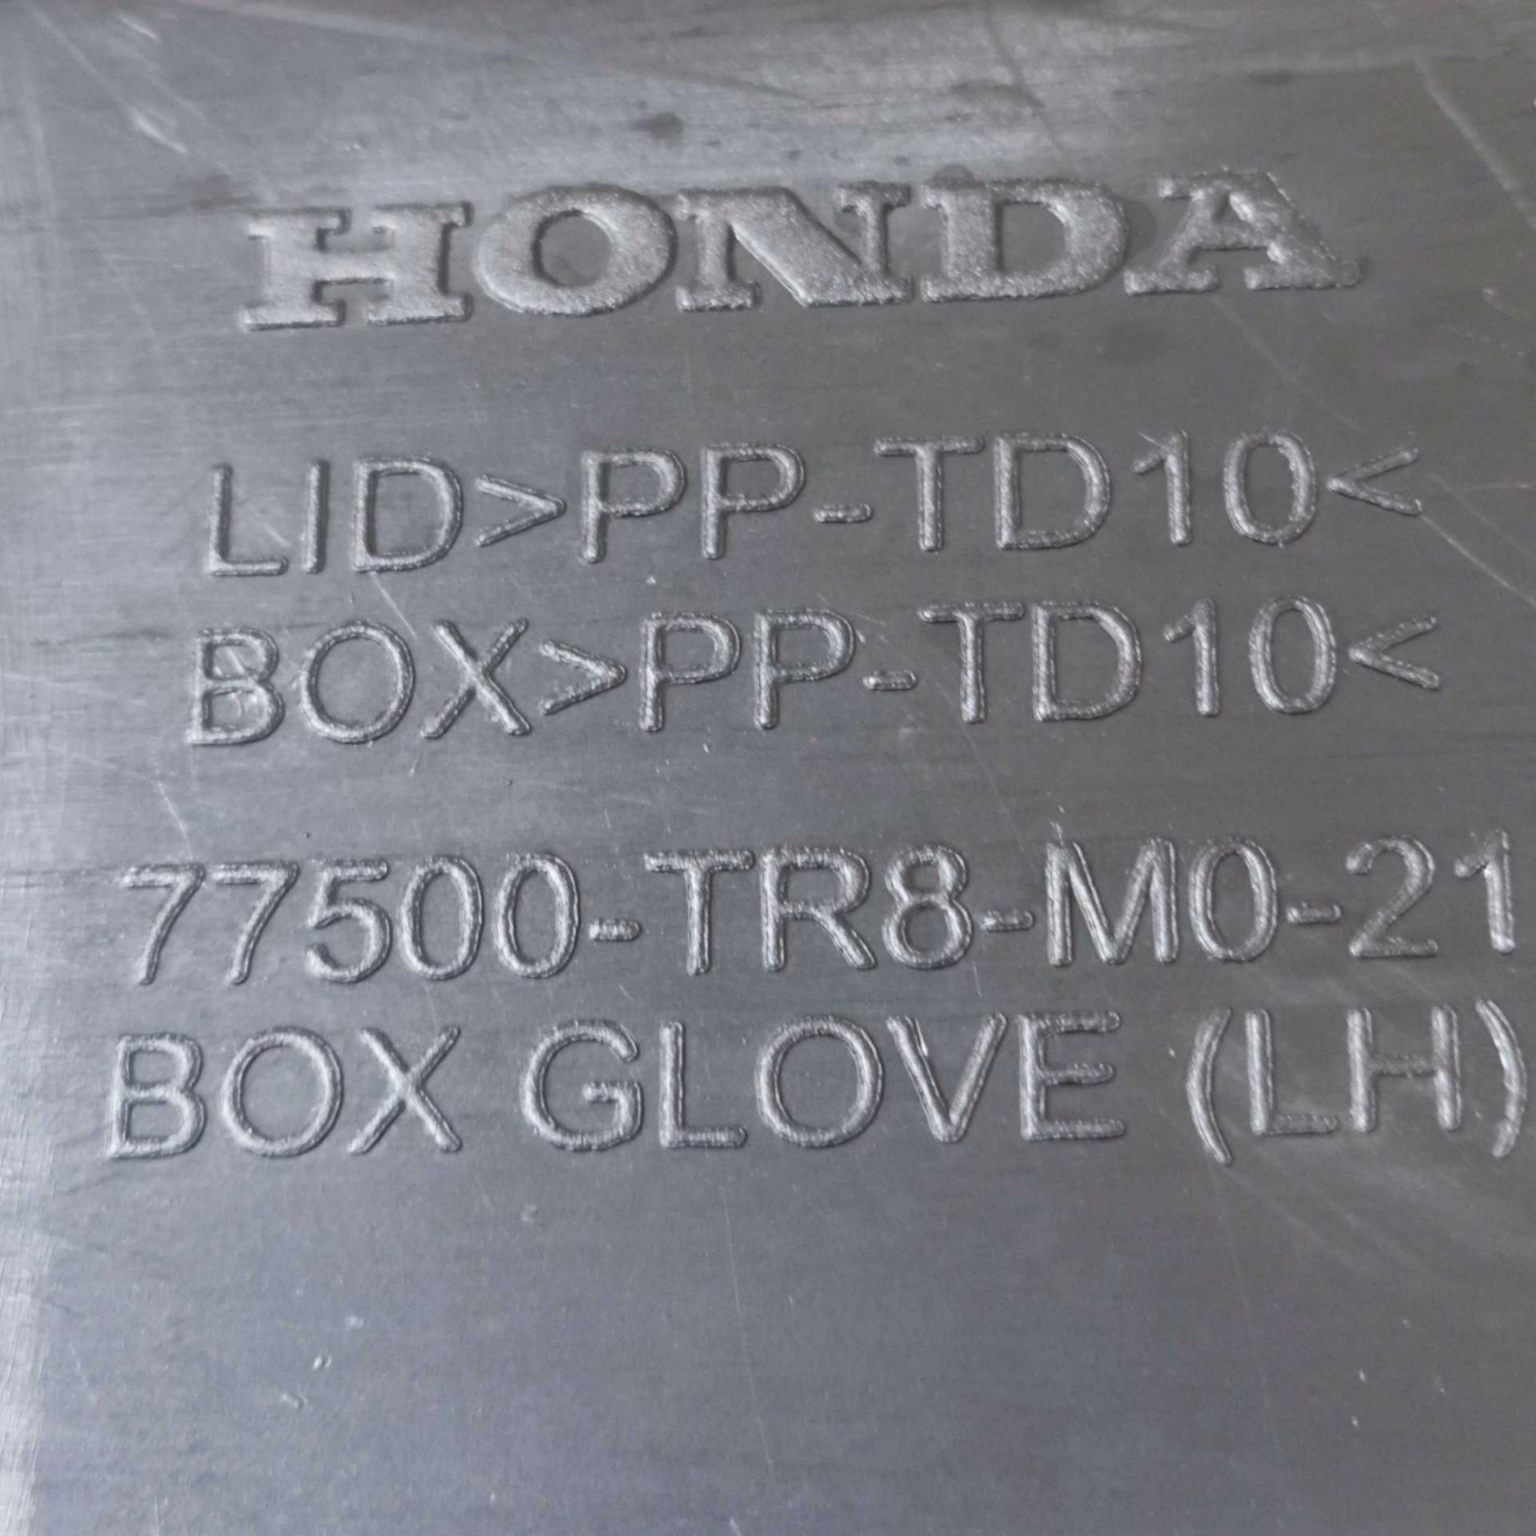 HONDA
LID>PP-TD10<
BOX>PP-TD10<
77500-TR8-M0-21
BOX GLOVE (LH)